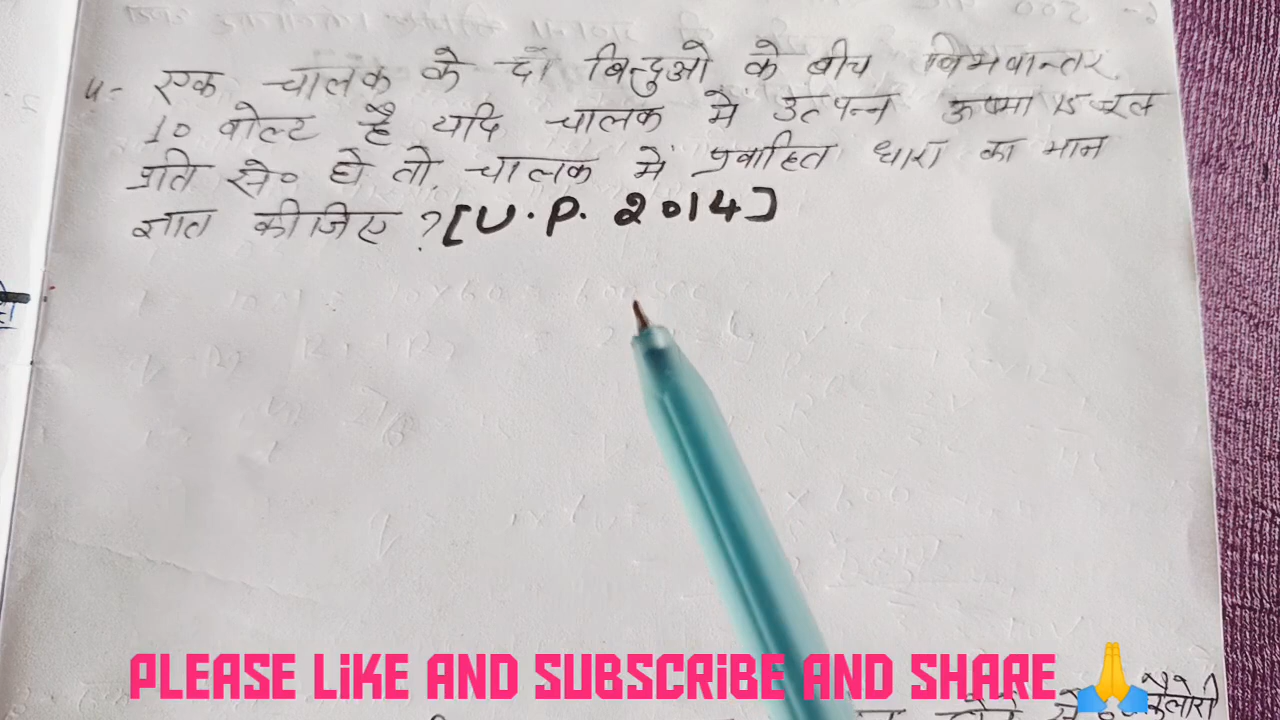 4- एक चालक के दो बिन्दुओ के बीच विभवान्तर
10 वोल्ट है यदि चालक में उत्पन्न ऊष्मा 15 जूल
प्रति से० हो तो, चालक में प्रवाहित धारा का मान
ज्ञात कीजिए ? [U.P. 2014]
PLEASE LIKE AND SUBSCRIBE AND SHARE 🙏